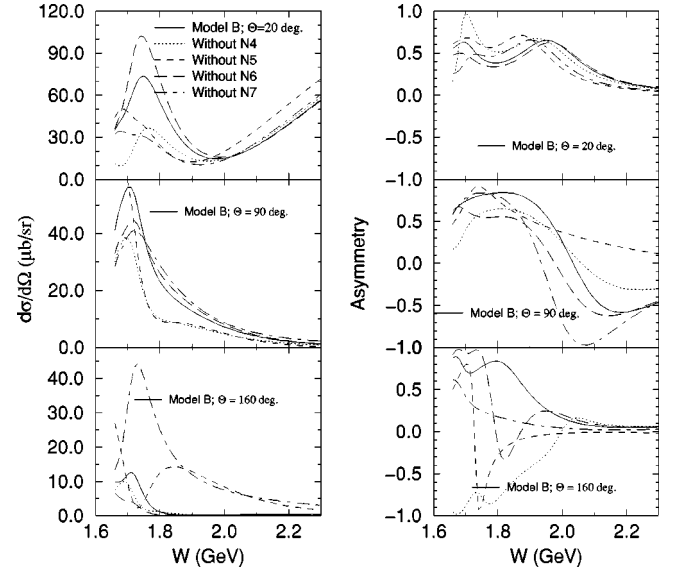 120.0
90.0
60.0
30.0
0.0
Model B; Θ=20 deg.
Without N4
Without N5
Without N6
Without N7
40.0
20.0
0.0
Model B; Θ = 90 deg.
40.0
30.0
20.0
10.0
0.0
Model B; Θ = 160 deg.
1.6
1.8
2.0
2.2
W (GeV)
dσ/dΩ (μb/sr)
1.0
0.5
0.0
−0.5
−1.0
Model B; Θ = 20 deg.
0.5
0.0
−0.5
−1.0
Model B; Θ = 90 deg.
0.5
0.0
−0.5
−1.0
Model B; Θ = 160 deg.
1.6
1.8
2.0
2.2
W (GeV)
Asymmetry